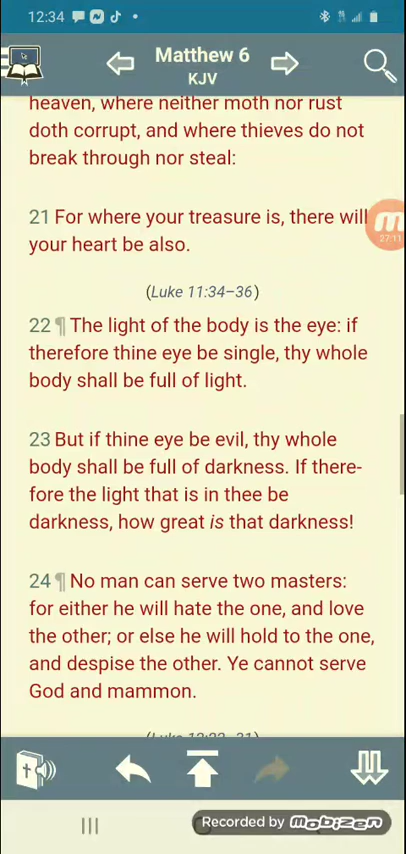 12:34
Matthew 6
KJV
heaven, where neither moth nor rust
doth corrupt, and where thieves do not
break through nor steal:
21 For where your treasure is, there will
your heart be also.
27:11
(Luke 11:34–36)
22 ¶ The light of the body is the eye: if
therefore thine eye be single, thy whole
body shall be full of light.
23 But if thine eye be evil, thy whole
body shall be full of darkness. If there-
fore the light that is in thee be
darkness, how great is that darkness!
24 ¶ No man can serve two masters:
for either he will hate the one, and love
the other; or else he will hold to the one,
and despise the other. Ye cannot serve
God and mammon.
(Luke 12:22–31)
Recorded by mobizen